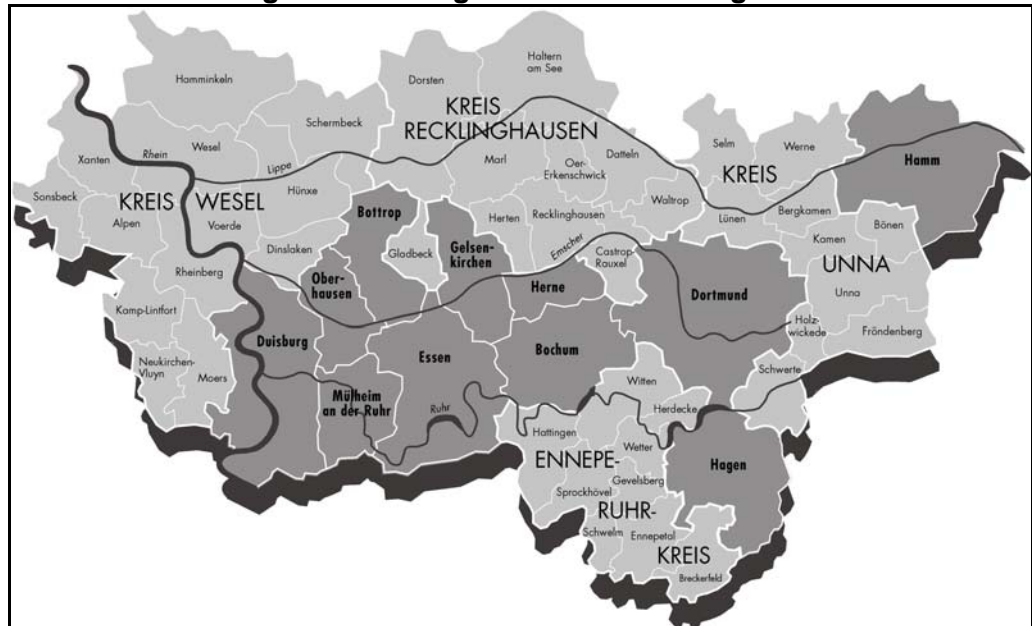 Haltern
am See
Dorsten
Hamminkeln
KREIS
RECKLINGHAUSEN
Schermbeck
Selm
Werne
Hamm
Wesel
Rhein
Xanten
Lippe
Marl
Oer-
Erkenschwick
Datteln
KREIS
Sonsbeck
KREIS WESEL
Hünxe
Bottrop
Waltrop
Alpen
Voerde
Herten
Recklinghausen
Lünen
Bergkamen
Bönen
Dinslaken
Gladbeck
Gelsen-
kirchen
Emscher
Castrop-
Rauxel
Kamen
UNNA
Rheinberg
Ober-
hausen
Herne
Dortmund
Unna
Kamp-Lintfort
Holz-
wickede
Fröndenberg
Duisburg
Essen
Bochum
Neukirchen-
Vluyn
Moers
Schwerte
Witten
Mülheim
an der Ruhr
Ruhr
Herdecke
Hattingen
Wetter
ENNEPE-
Gevelsberg
Hagen
Sprockhövel
RUHR-
Schwelm
Ennepetal
KREIS
Breckerfeld